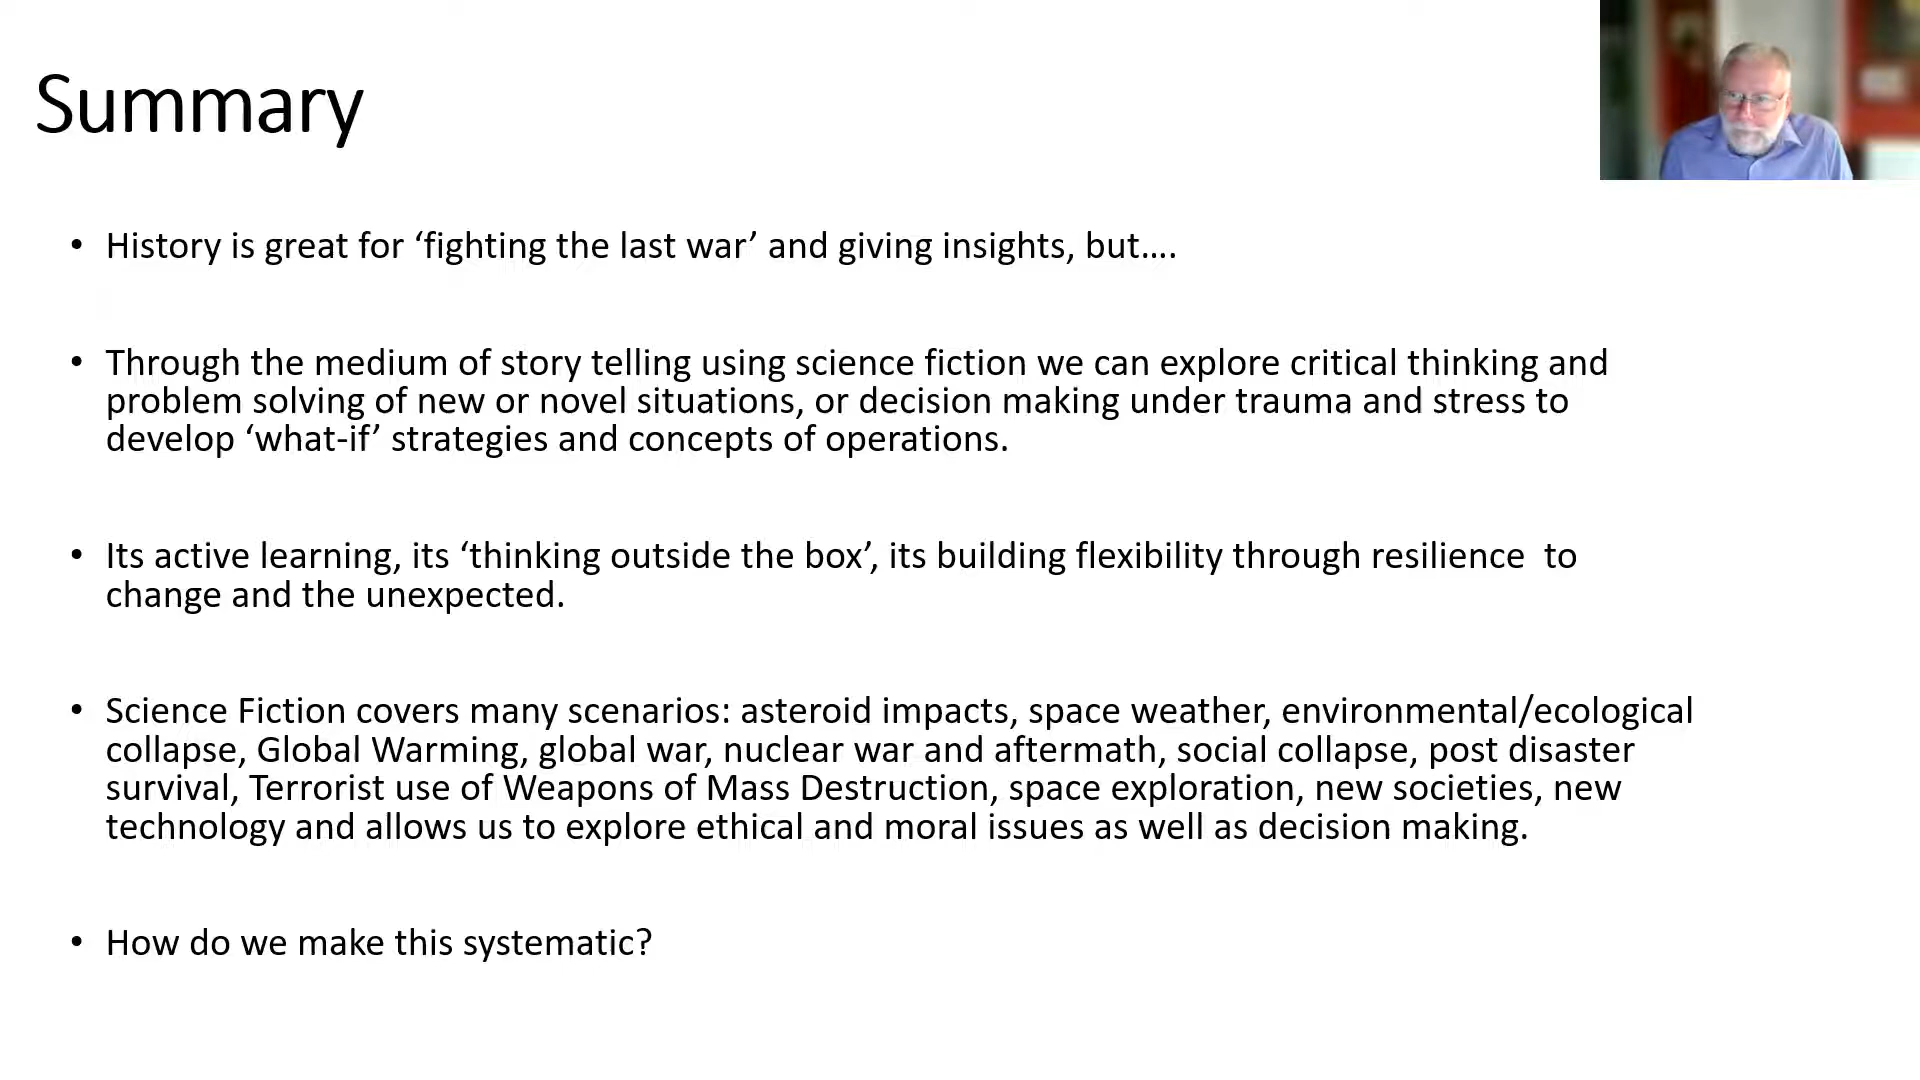 Summary
• History is great for ‘fighting the last war’ and giving insights, but….
• Through the medium of story telling using science fiction we can explore critical thinking and
problem solving of new or novel situations, or decision making under trauma and stress to
develop ‘what-if’ strategies and concepts of operations.
• Its active learning, its ‘thinking outside the box’, its building flexibility through resilience  to
change and the unexpected.
• Science Fiction covers many scenarios: asteroid impacts, space weather, environmental/ecological
collapse, Global Warming, global war, nuclear war and aftermath, social collapse, post disaster
survival, Terrorist use of Weapons of Mass Destruction, space exploration, new societies, new
technology and allows us to explore ethical and moral issues as well as decision making.
• How do we make this systematic?